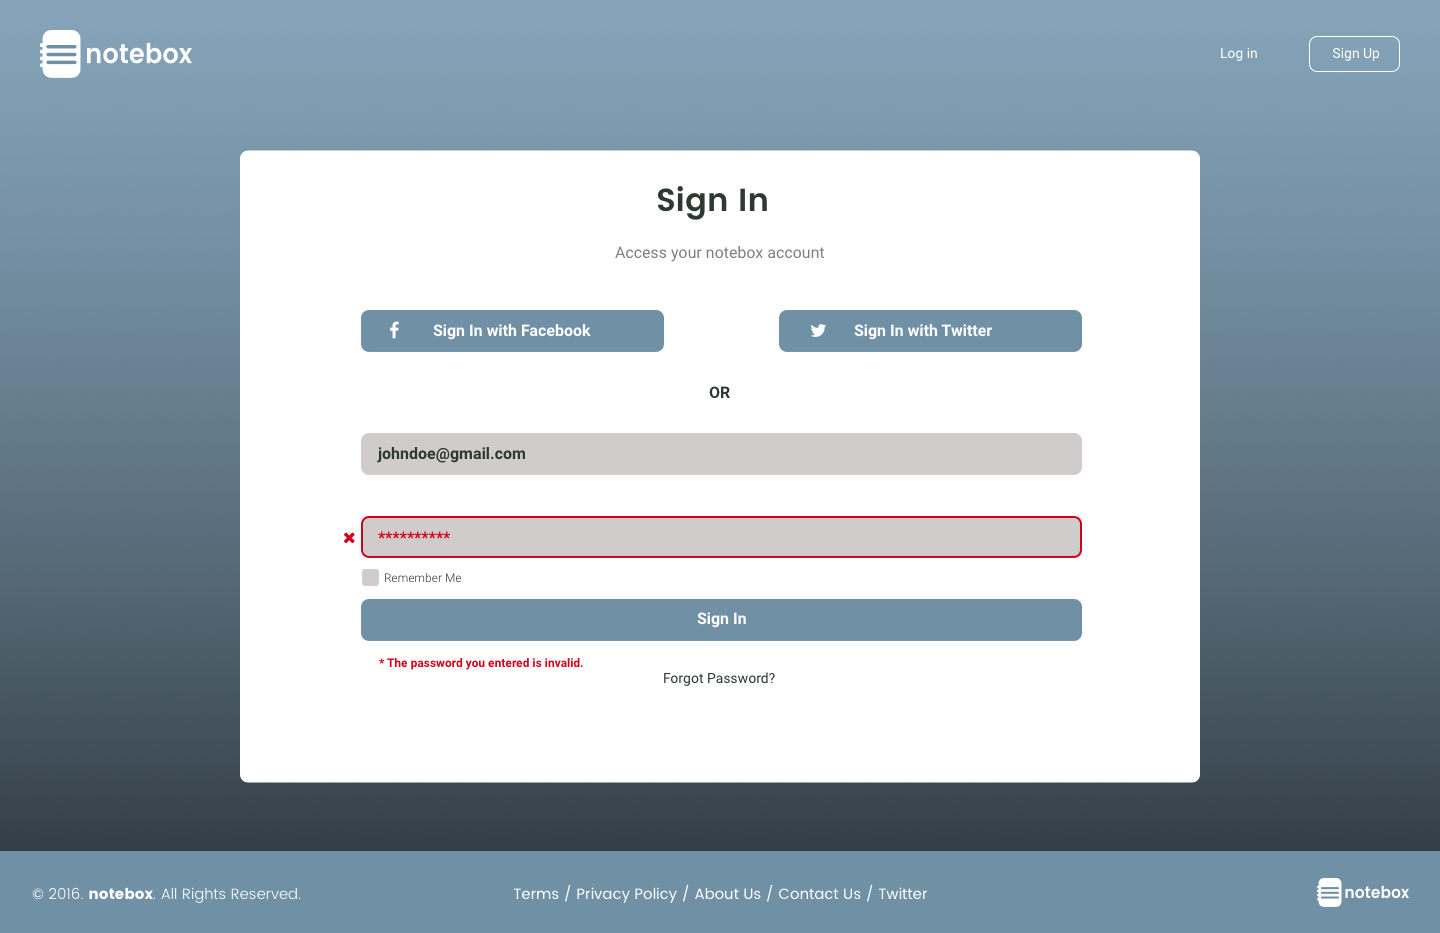 notebox
Log in
Sign Up
Sign In
Access your notebox account
Sign In with Facebook
Sign In with Twitter
OR
johndoe@gmail.com
**********
Remember Me
Sign In
* The password you entered is invalid.
Forgot Password?
© 2016. notebox. All Rights Reserved.
Terms / Privacy Policy / About Us / Contact Us / Twitter
notebox